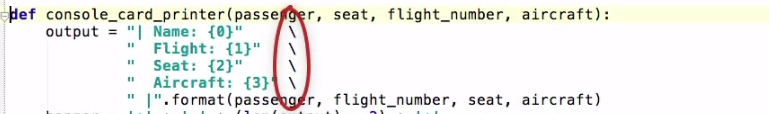 def console_card_printer(passenger, seat, flight_number, aircraft):
    output = "| Name: {0}"     \
             "  Flight: {1}"   \
             "  Seat: {2}"     \
             "  Aircraft: {3}" \
             " |".format(passenger, flight_number, seat, aircraft)